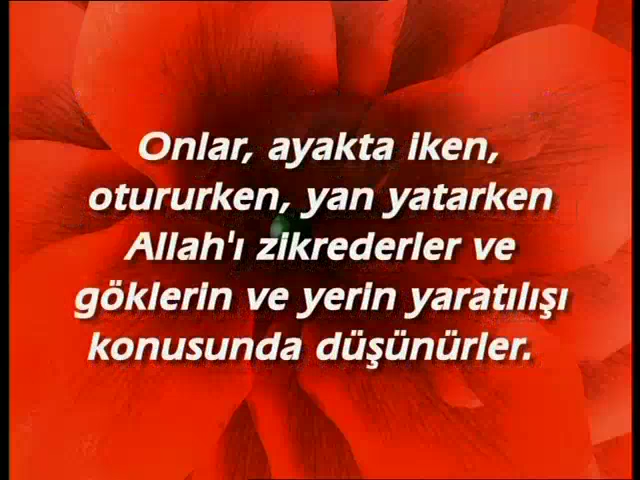 Onlar, ayakta iken,
otururken, yan yatarken
Allah'ı zikrederler ve
göklerin ve yerin yaratılışı
konusunda düşünürler.